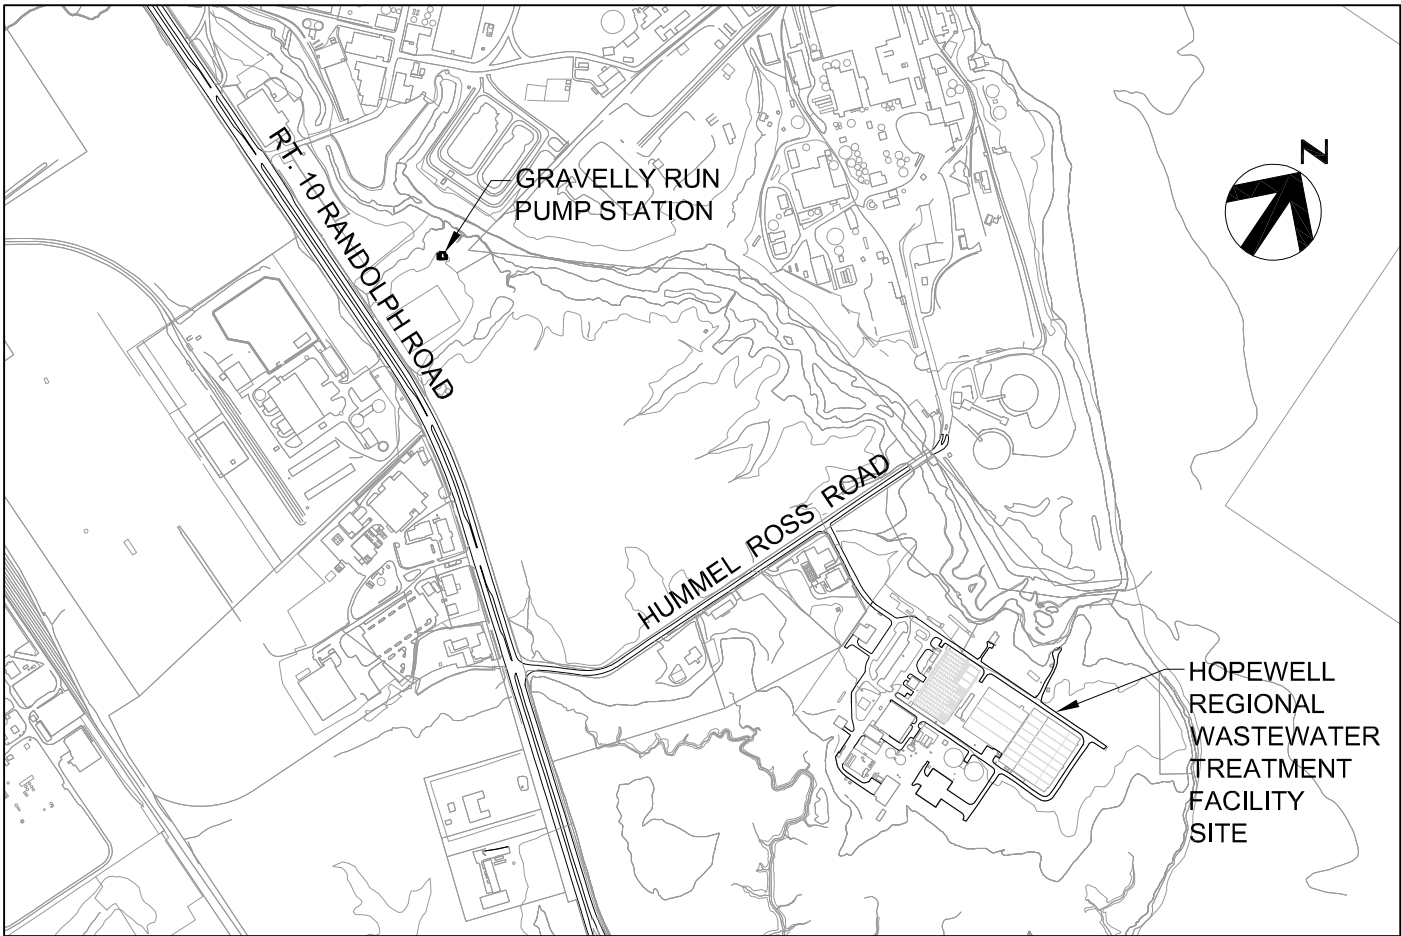 RT. 10 RANDOLPH ROAD
GRAVELLY RUN
PUMP STATION
N
HUMMEL ROSS ROAD
HOPEWELL
REGIONAL
WASTEWATER
TREATMENT
FACILITY
SITE